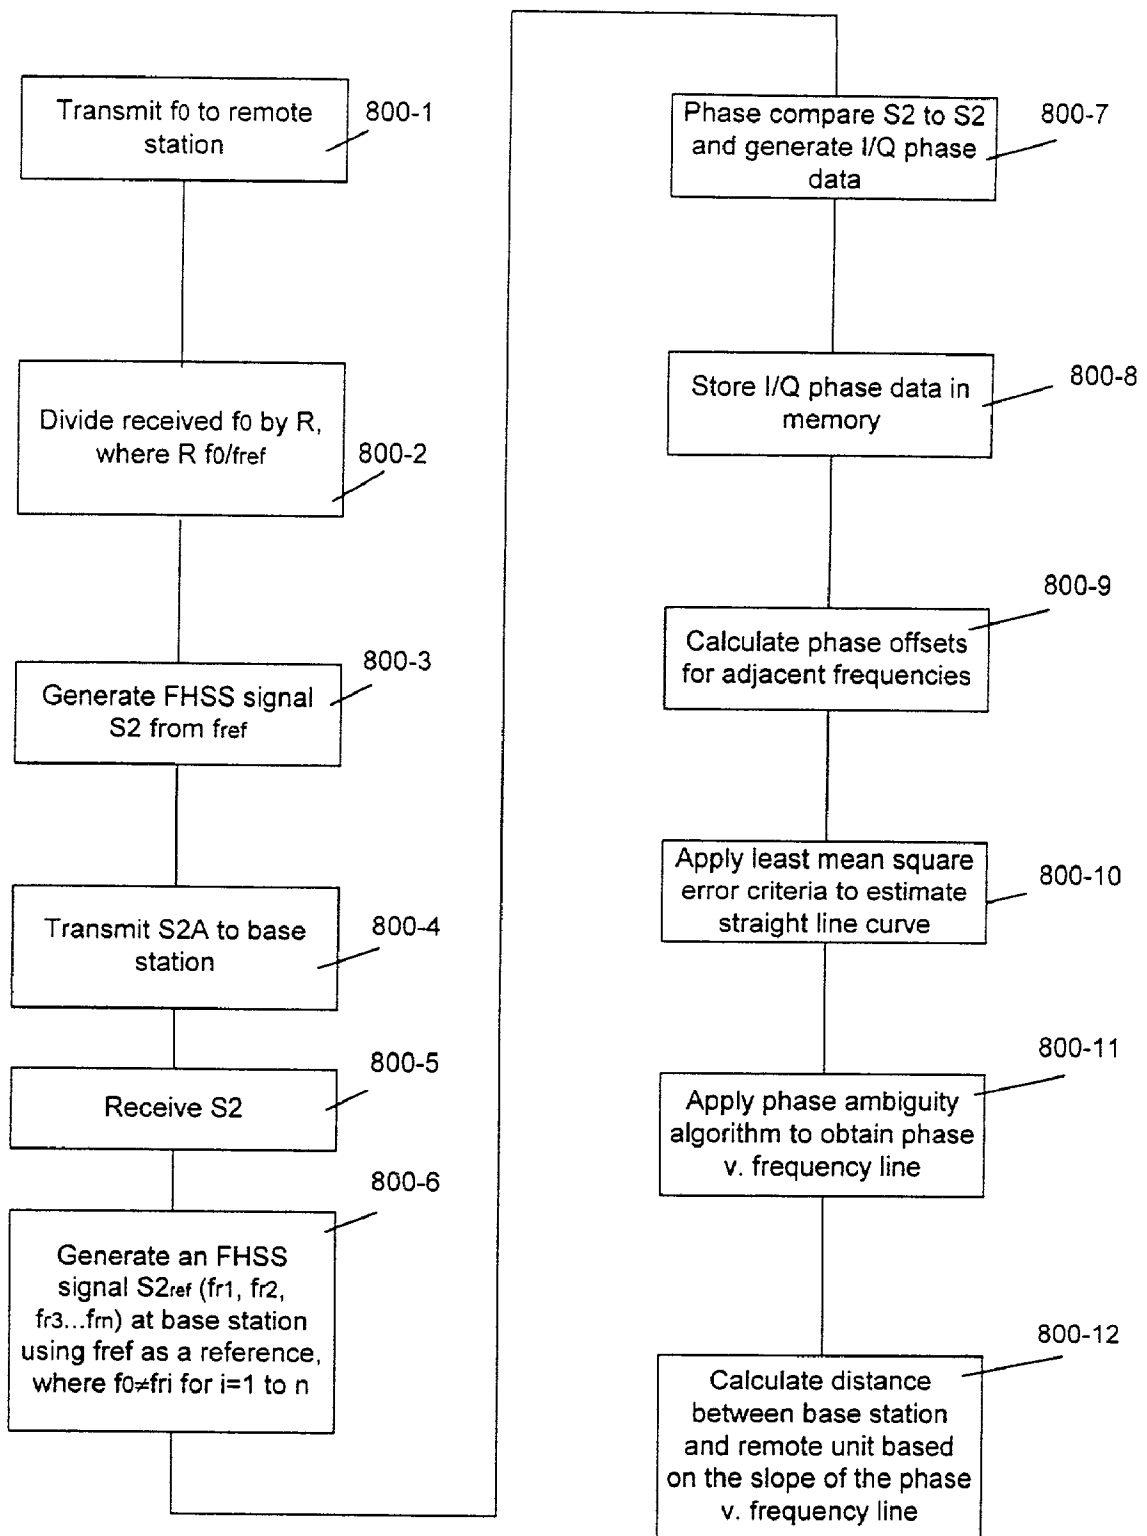 Transmit f0 to remote
station
800-1
Divide received f0 by R,
where R f0/fref
800-2
Generate FHSS signal
S2 from fref
800-3
Transmit S2A to base
station
800-4
Receive S2
800-5
Generate an FHSS
signal S2ref (fr1, fr2,
fr3...frn) at base station
using fref as a reference,
where f0≠fri for i=1 to n
800-6
Phase compare S2 to S2
and generate I/Q phase
data
800-7
Store I/Q phase data in
memory
800-8
Calculate phase offsets
for adjacent frequencies
800-9
Apply least mean square
error criteria to estimate
straight line curve
800-10
Apply phase ambiguity
algorithm to obtain phase
v. frequency line
800-11
Calculate distance
between base station
and remote unit based
on the slope of the phase
v. frequency line
800-12